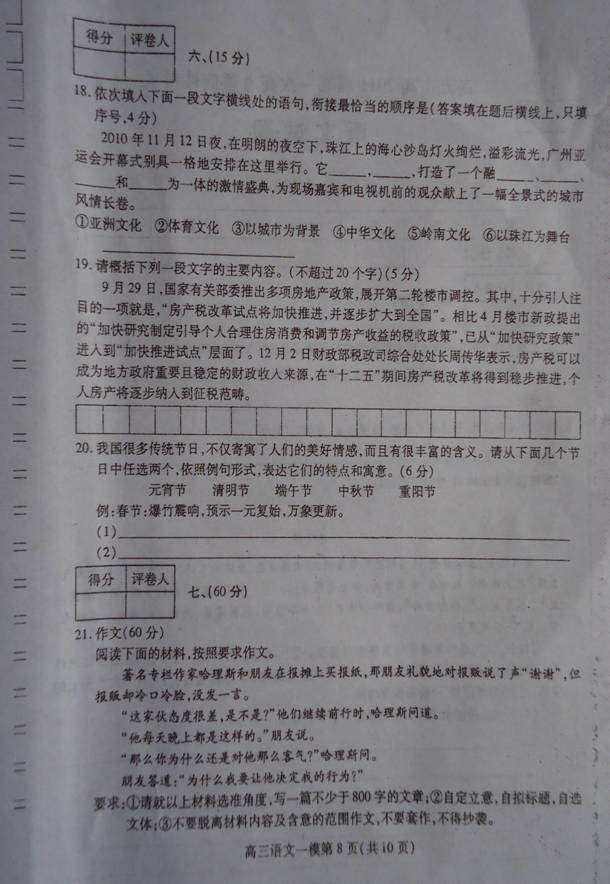 得分 评卷人
六、(15分)
18.依次填入下面一段文字横线处的语句,衔接最恰当的顺序是(答案填在题后横线上,只填
序号,4分)
2010年11月12日夜,在明朗的夜空下,珠江上的海心沙岛灯火绚烂,溢彩流光,广州亚
运会开幕式别具一格地安排在这里举行。它______,______,打造了一个融______、______、
______和______为一体的激情盛典,为现场嘉宾和电视机前的观众献上了一幅全景式的城市
风情长卷。
①亚洲文化 ②体育文化 ③以城市为背景 ④中华文化 ⑤岭南文化 ⑥以珠江为舞台
19.请概括下列一段文字的主要内容。(不超过20个字)(5分)
9月29日,国家有关部委推出多项房地产政策,展开第二轮楼市调控。其中,十分引人注
目的一项就是,“房产税改革试点将加快推进,并逐步扩大到全国”。相比4月楼市新政提出
的“加快研究制定引导个人合理住房消费和调节房产收益的税收政策”,已从“加快研究政策”
进入到“加快推进试点”层面了。12月2日财政部税政司综合处处长周传华表示,房产税可以
成为地方政府重要且稳定的财政收入来源,在“十二五”期间房产税改革将得到稳步推进,个
人房产将逐步纳入到征税范畴。
20.我国很多传统节日,不仅寄寓了人们的美好情感,而且有很丰富的含义。请从下面几个节
日中任选两个,依照例句形式,表达它们的特点和寓意。(6分)
元宵节 清明节 端午节 中秋节 重阳节
例:春节:爆竹震响,预示一元复始,万象更新。
(1)
(2)
得分 评卷人
七、(60分)
21.作文(60分)
阅读下面的材料,按照要求作文。
著名专栏作家哈理斯和朋友在报摊上买报纸,那朋友礼貌地对报贩说了声“谢谢”,但
报贩却冷口冷脸,没发一言。
“这家伙态度很差,是不是?”他们继续前行时,哈理斯问道。
“他每天晚上都是这样的。”朋友说。
“那么你为什么还是对他那么客气?”哈理斯问。
朋友答道:“为什么我要让他决定我的行为?”
要求:①请就以上材料选准角度,写一篇不少于800字的文章;②自定立意,自拟标题,自选
文体;③不要脱离材料内容及含意的范围作文,不要套作,不得抄袭。
高三语文一模第8页(共10页)